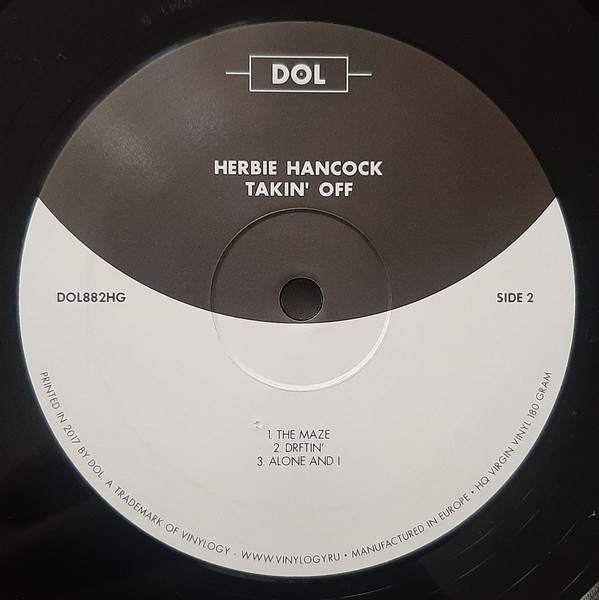 DOL
HERBIE HANCOCK
TAKIN' OFF
DOL882HG
SIDE 2
1. THE MAZE
2. DRFTIN'
3. ALONE AND I
PRINTED IN 2017 BY DOL, A TRADEMARK OF VINYLOGY - WWW.VINYLOGY.RU • MANUFACTURED IN EUROPE • HQ VIRGIN VINYL 180 GRAM